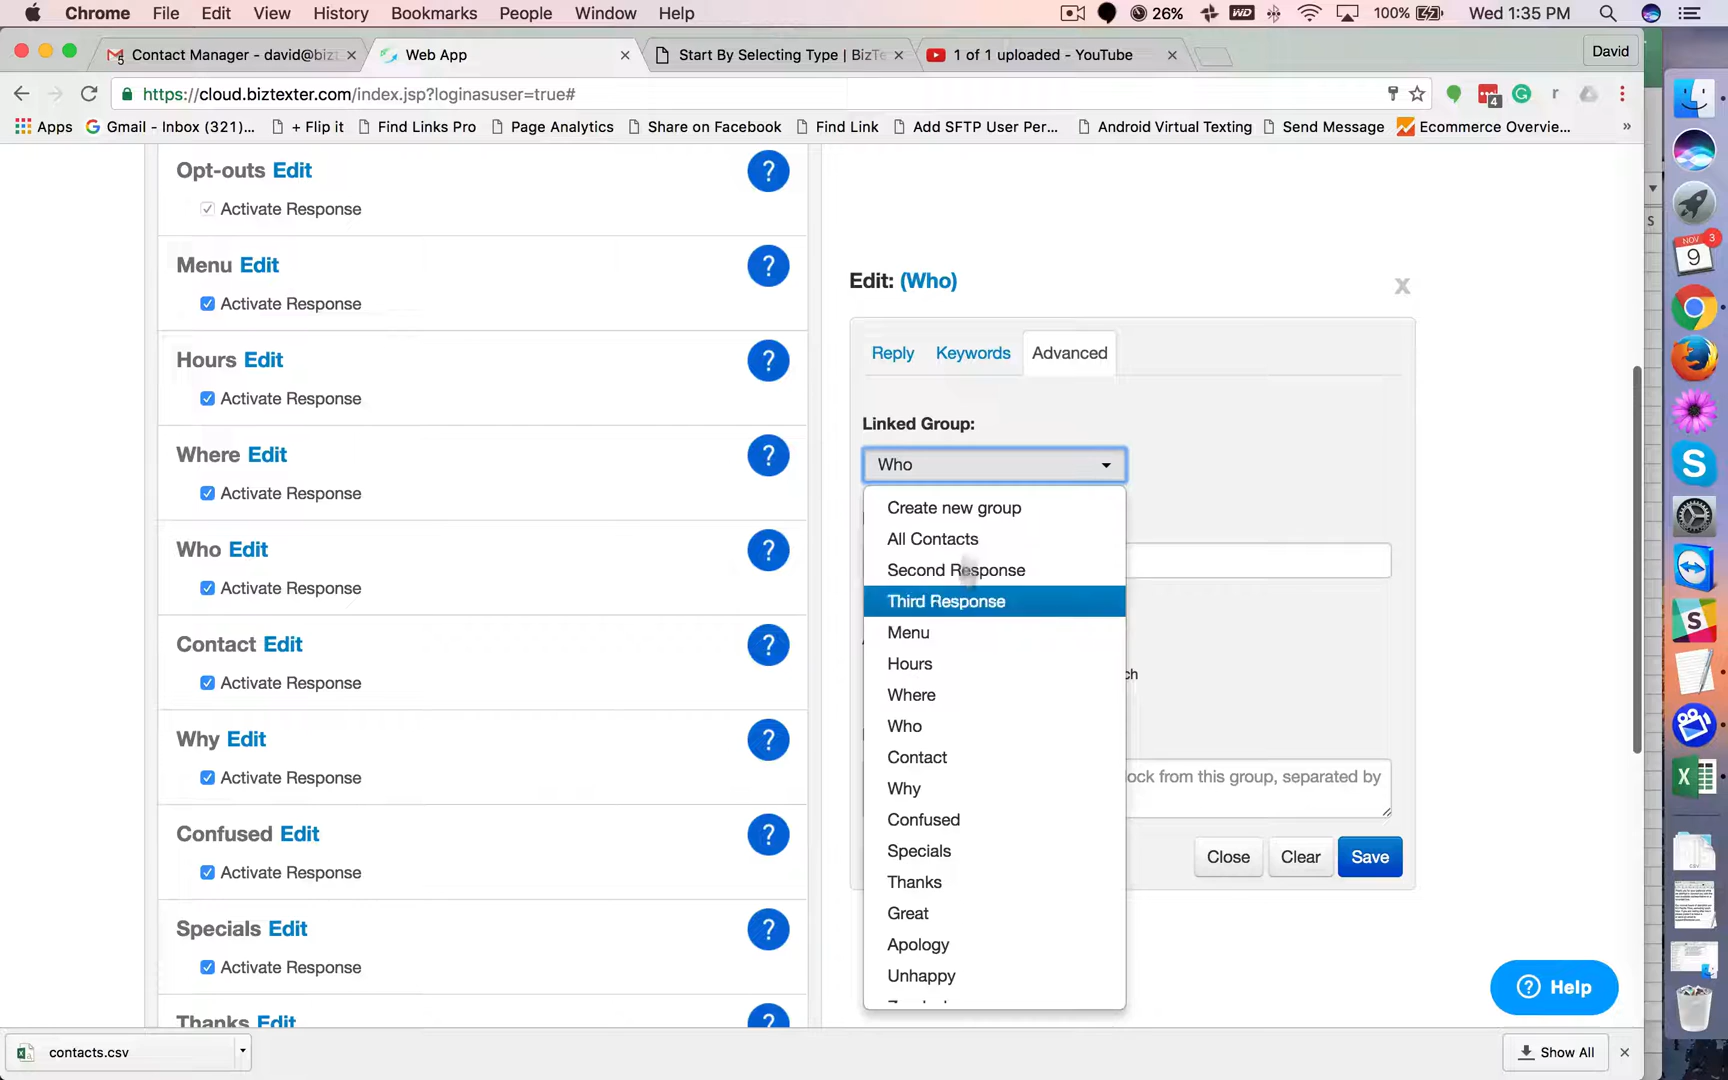 Chrome File Edit View History Bookmarks People Window Help 26% WD 100% Wed 1:35 PM
Contact Manager - david@bizt Web App Start By Selecting Type | BizTe 1 of 1 uploaded - YouTube David
https://cloud.biztexter.com/index.jsp?loginasuser=true#
Apps Gmail - Inbox (321)... + Flip it Find Links Pro Page Analytics Share on Facebook Find Link Add SFTP User Per... Android Virtual Texting Send Message Ecommerce Overvie... »
Opt-outs Edit ?
Activate Response
Menu Edit ?
Activate Response
Hours Edit ?
Activate Response
Where Edit ?
Activate Response
Who Edit ?
Activate Response
Contact Edit ?
Activate Response
Why Edit ?
Activate Response
Confused Edit ?
Activate Response
Specials Edit ?
Activate Response
Thanks Edit ?
Edit: (Who) x
Reply Keywords Advanced
Linked Group:
Who
Create new group
All Contacts
Second Response
Third Response
Menu
Hours
Where
Who
Contact
Why
Confused
Specials
Thanks
Great
Apology
Unhappy
ch
ock from this group, separated by
Close Clear Save
? Help
contacts.csv Show All
NOV 3
9
4
S
S